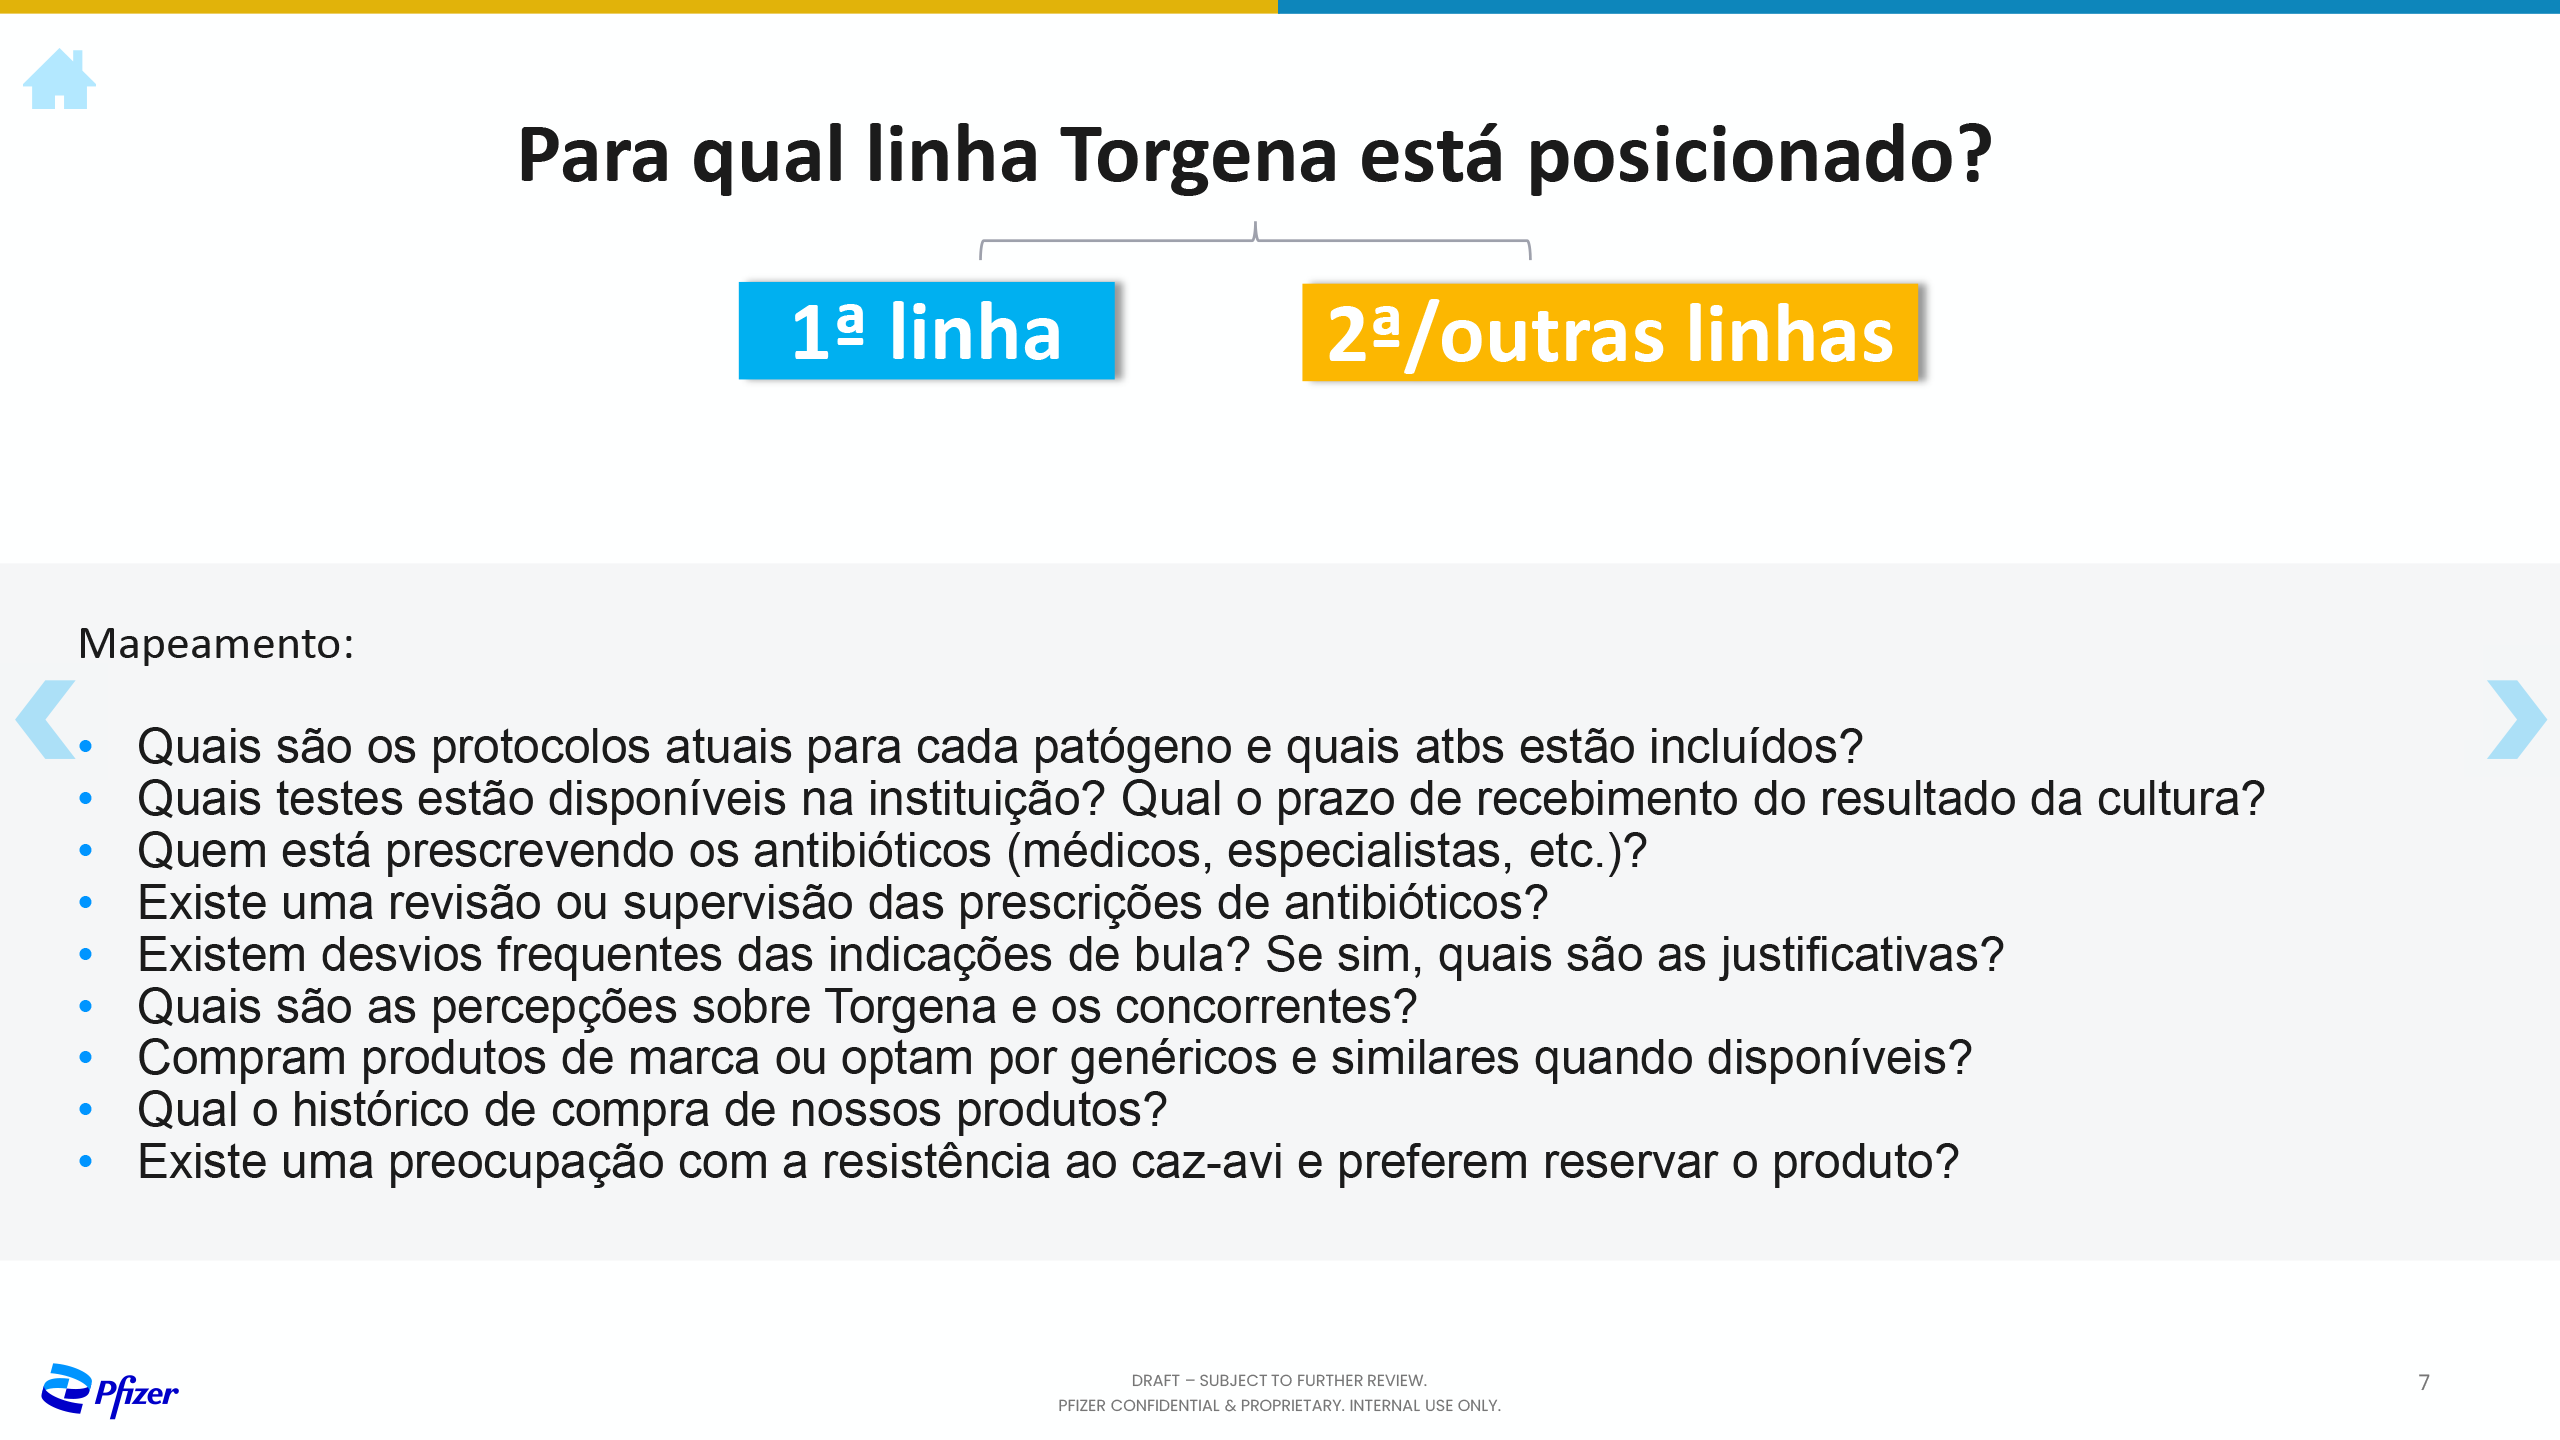 Para qual linha Torgena está posicionado?
1ª linha
2ª/outras linhas
Mapeamento:
• Quais são os protocolos atuais para cada patógeno e quais atbs estão incluídos?
• Quais testes estão disponíveis na instituição? Qual o prazo de recebimento do resultado da cultura?
• Quem está prescrevendo os antibióticos (médicos, especialistas, etc.)?
• Existe uma revisão ou supervisão das prescrições de antibióticos?
• Existem desvios frequentes das indicações de bula? Se sim, quais são as justificativas?
• Quais são as percepções sobre Torgena e os concorrentes?
• Compram produtos de marca ou optam por genéricos e similares quando disponíveis?
• Qual o histórico de compra de nossos produtos?
• Existe uma preocupação com a resistência ao caz-avi e preferem reservar o produto?
Pfizer
DRAFT – SUBJECT TO FURTHER REVIEW.
PFIZER CONFIDENTIAL & PROPRIETARY. INTERNAL USE ONLY.
7